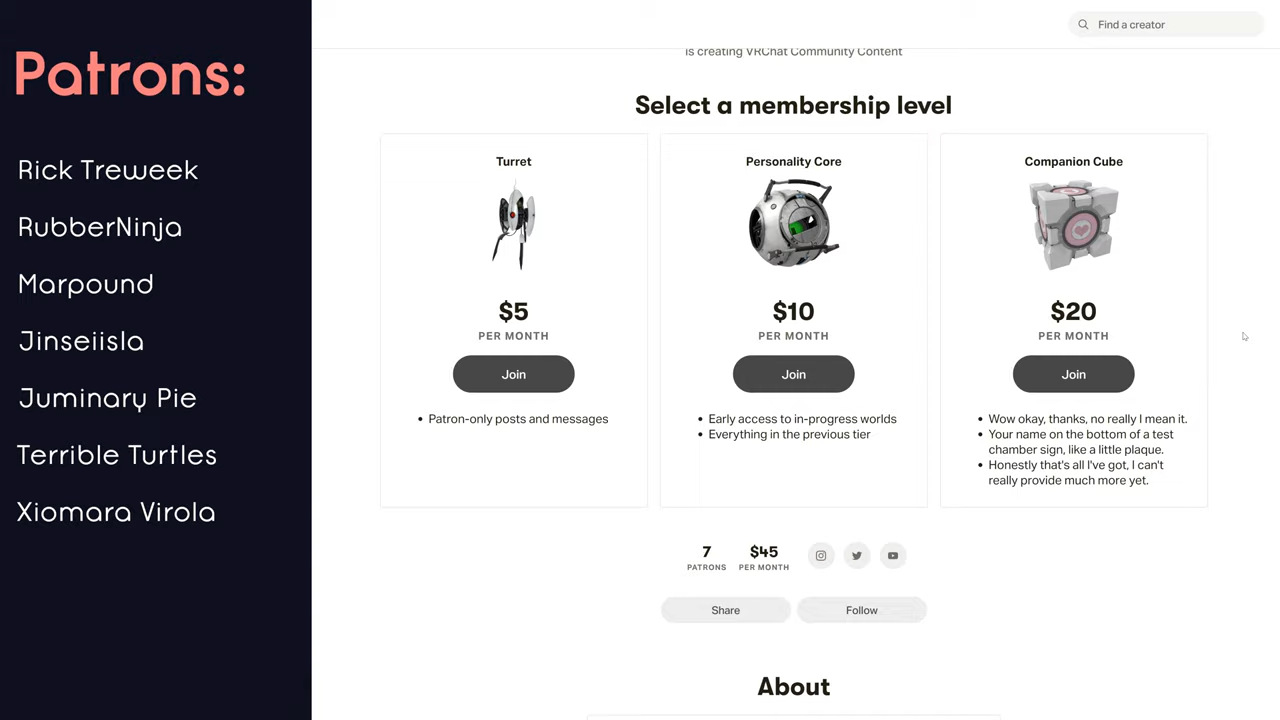 Patrons:
Rick Treweek
RubberNinja
Marpound
Jinseiisla
Juminary Pie
Terrible Turtles
Xiomara Virola
Find a creator
is creating VRChat Community Content
Select a membership level
Turret
$5
PER MONTH
Join
• Patron-only posts and messages
Personality Core
$10
PER MONTH
Join
• Early access to in-progress worlds
• Everything in the previous tier
Companion Cube
$20
PER MONTH
Join
• Wow okay, thanks, no really I mean it.
• Your name on the bottom of a test
chamber sign, like a little plaque.
• Honestly that's all I've got, I can't
really provide much more yet.
7
PATRONS
$45
PER MONTH
Share
Follow
About